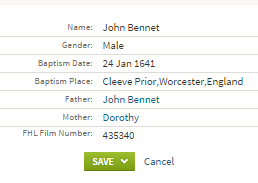 Name: John Bennet
Gender: Male
Baptism Date: 24 Jan 1641
Baptism Place: Cleeve Prior,Worcester,England
Father: John Bennet
Mother: Dorothy
FHL Film Number: 435340
SAVE Cancel